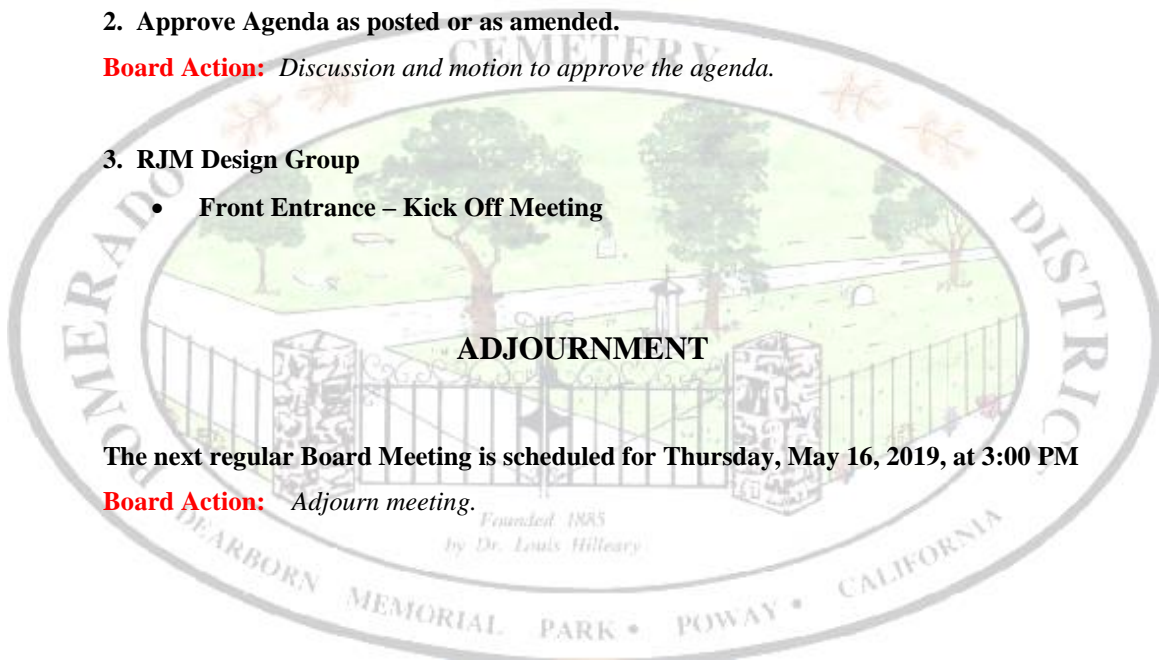 2. Approve Agenda as posted or as amended.
CEMETERY
Board Action: Discussion and motion to approve the agenda.
3. RJM Design Group
• Front Entrance – Kick Off Meeting
POMERADO
DISTRICT
ADJOURNMENT
The next regular Board Meeting is scheduled for Thursday, May 16, 2019, at 3:00 PM
Board Action: Adjourn meeting.
Founded 1885
by Dr. Louis Hilleary
DEARBORN MEMORIAL PARK • POWAY • CALIFORNIA